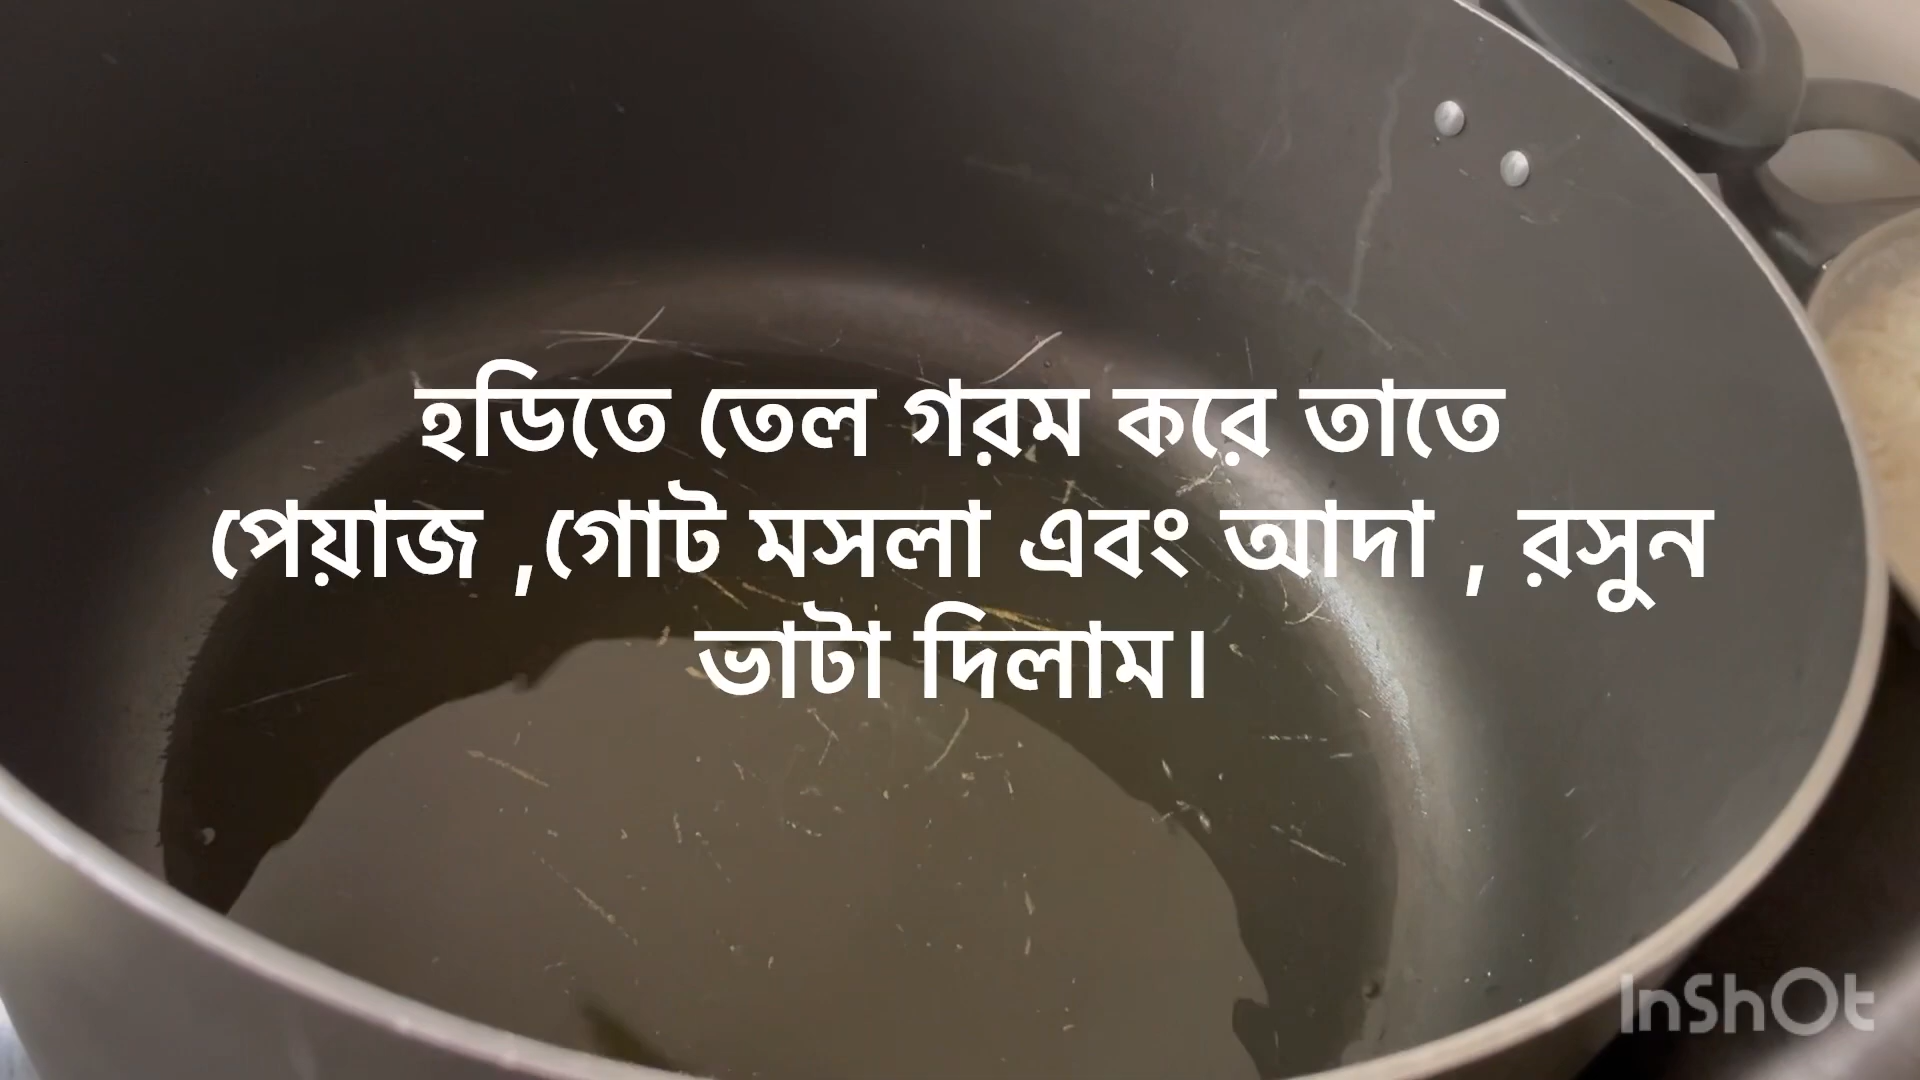 হডিতে তেল গরম করে তাতে
পেয়াজ ,গোট মসলা এবং আদা , রসুন
ভাটা দিলাম।
InShOt